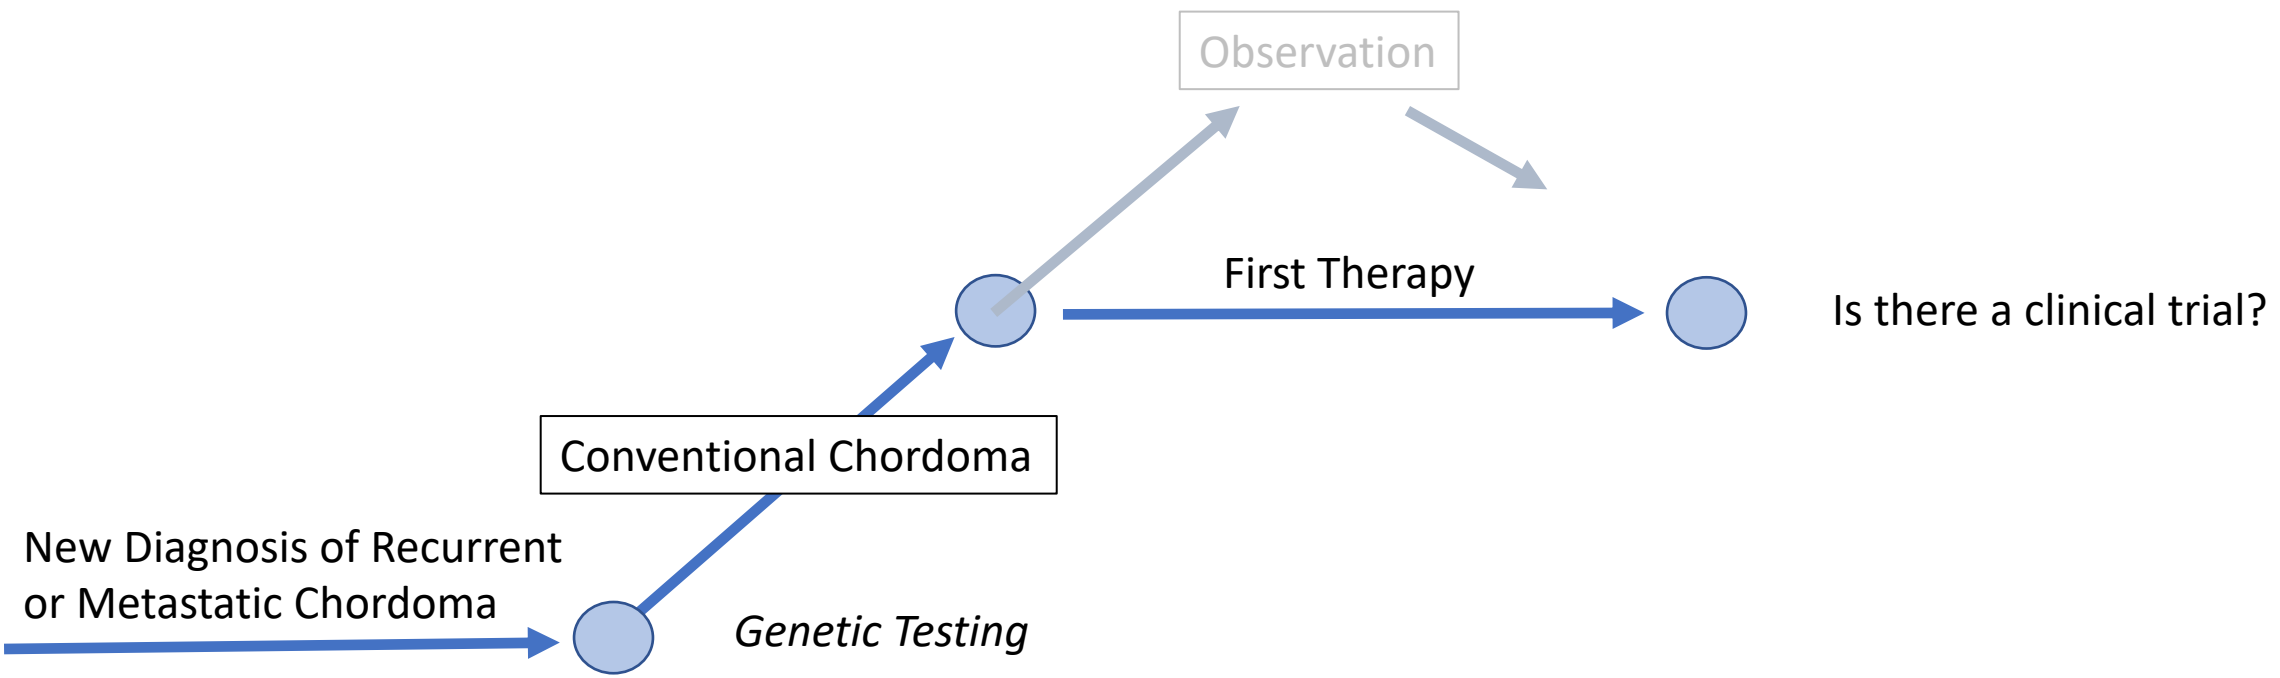 Observation
First Therapy
Is there a clinical trial?
Conventional Chordoma
New Diagnosis of Recurrent
or Metastatic Chordoma
Genetic Testing